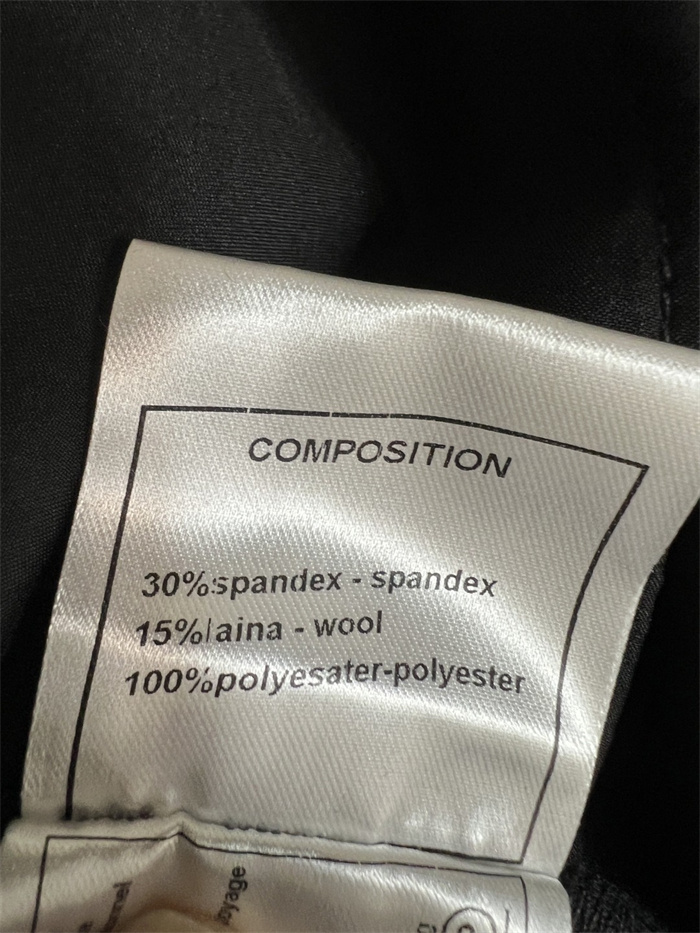 COMPOSITION
30%spandex - spandex
15%laina - wool
100%polyesater-polyester